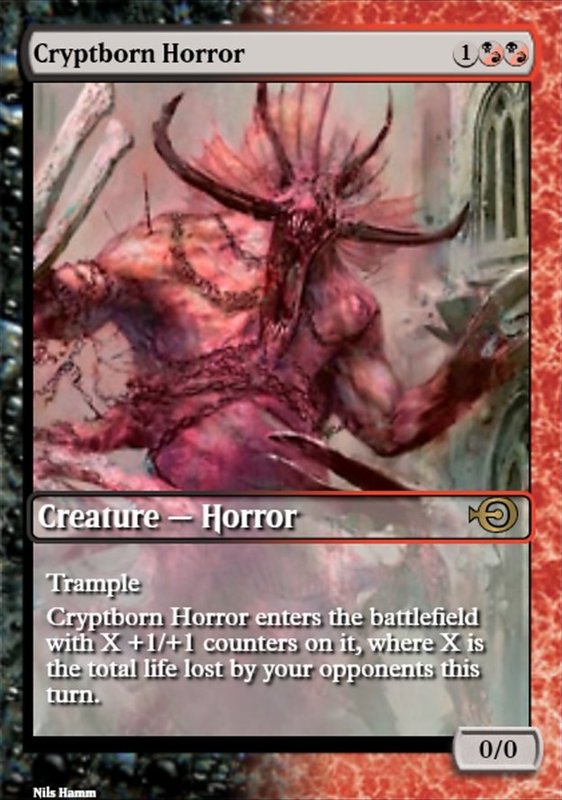 Cryptborn Horror 1
Creature — Horror
Trample
Cryptborn Horror enters the battlefield
with X +1/+1 counters on it, where X is
the total life lost by your opponents this
turn.
0/0
Nils Hamm